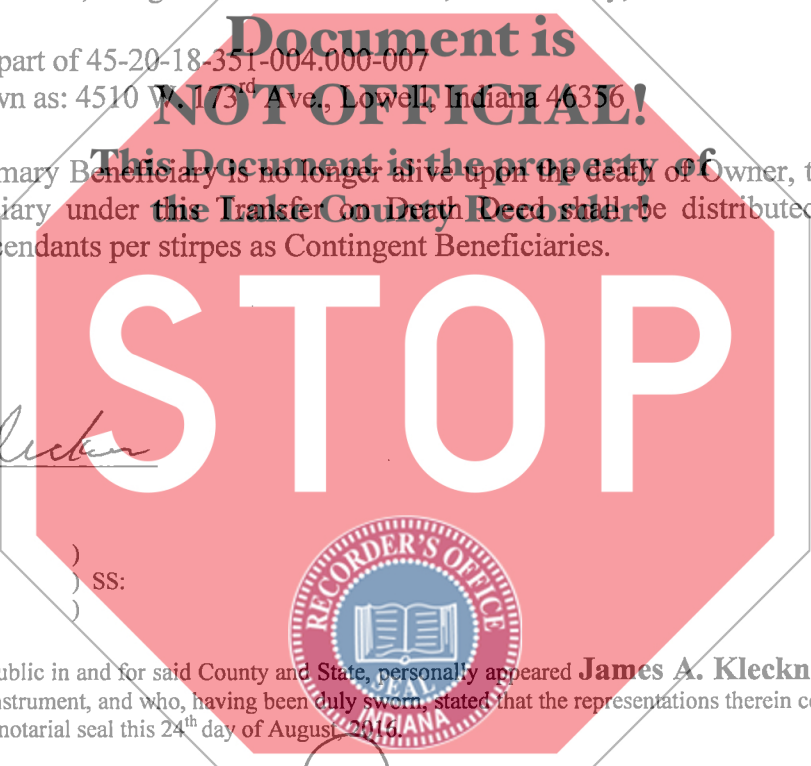 Document is
part of 45-20-18-351-004.000-007
wn as: 4510 W. 173rd Ave., Lowell, Indiana 46356
NOT OFFICIAL!
This Document is the property of
mary Beneficiary is no longer alive upon the death of Owner, t
the Lake County Recorder!
iary under this Transfer on Death Deed shall be distributed
cendants per stirpes as Contingent Beneficiaries.
STOP
)
) SS:
)
RECORDER'S OFFICE
SEAL
INDIANA
ublic in and for said County and State, personally appeared James A. Kleckn
nstrument, and who, having been duly sworn, stated that the representations therein c
notarial seal this 24th day of August, 2016.